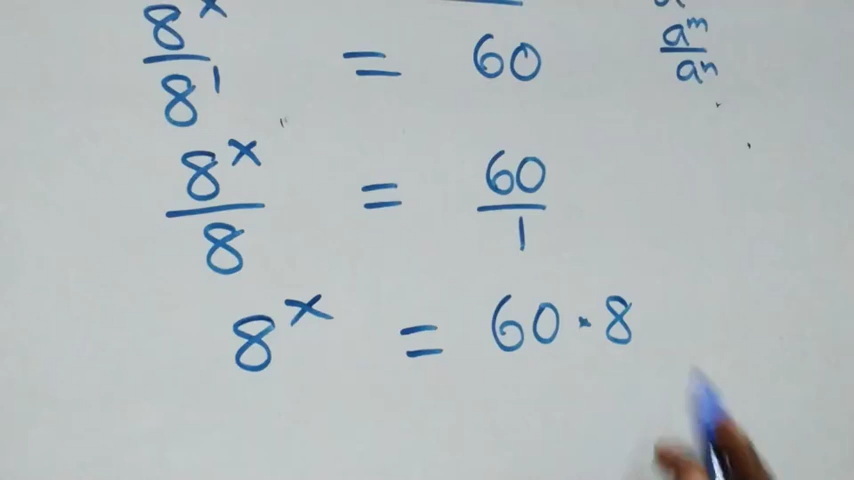 8^x / 8^1 = 60
a^m / a^n
8^x / 8 = 60 / 1
8^x = 60 · 8